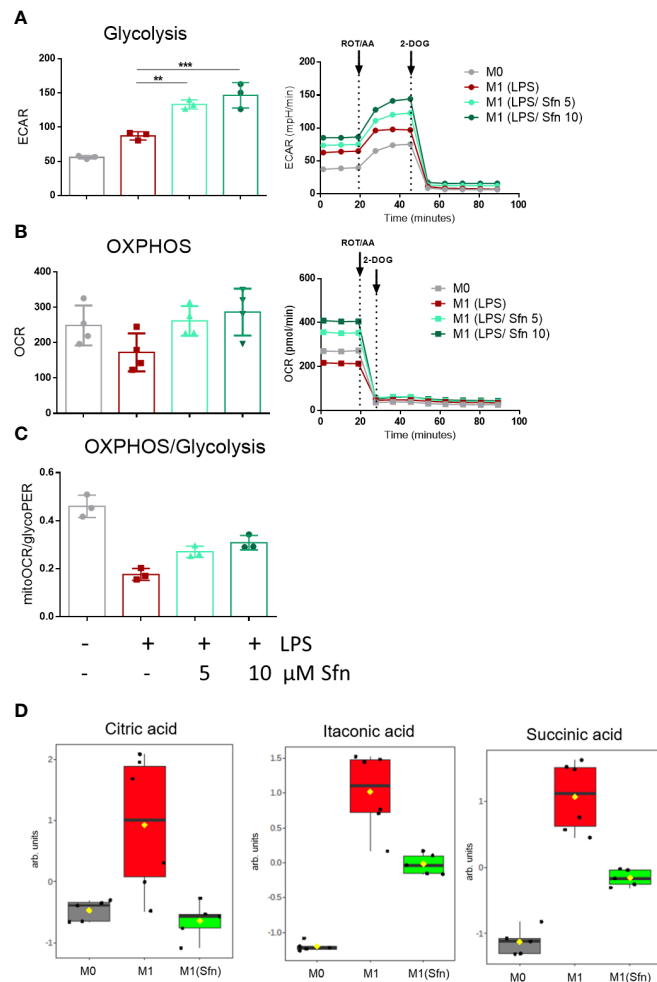 A
Glycolysis
ECAR
200
150
100
50
0
**
***
ROT/AA
2-DOG
ECAR (mpH/min)
200
150
100
50
0
0 20 40 60 80 100
Time (minutes)
M0
M1 (LPS)
M1 (LPS/ Sfn 5)
M1 (LPS/ Sfn 10)
B
OXPHOS
OCR
400
300
200
100
0
ROT/AA
2-DOG
OCR (pmol/min)
600
400
200
0
0 20 40 60 80 100
Time (minutes)
M0
M1 (LPS)
M1 (LPS/ Sfn 5)
M1 (LPS/ Sfn 10)
C
OXPHOS/Glycolysis
mitoOCR/glycoPER
0.6
0.4
0.2
0.0
- + + + LPS
- - 5 10 μM Sfn
D
Citric acid
arb. units
2
1
0
-1
M0 M1 M1(Sfn)
Itaconic acid
arb. units
1.5
1.0
0.5
0.0
-1.0
M0 M1 M1(Sfn)
Succinic acid
arb. units
1
0
-1
M0 M1 M1(Sfn)